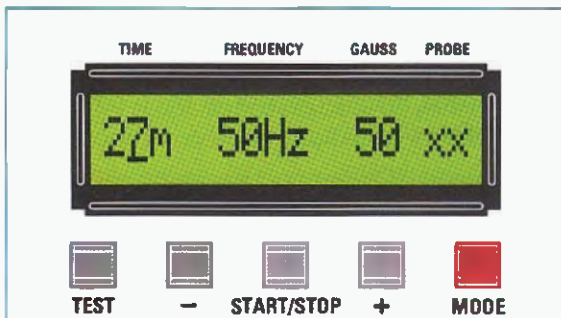 TIME FREQUENCY GAUSS PROBE
27m 50Hz 50 xx
TEST - START/STOP + MODE